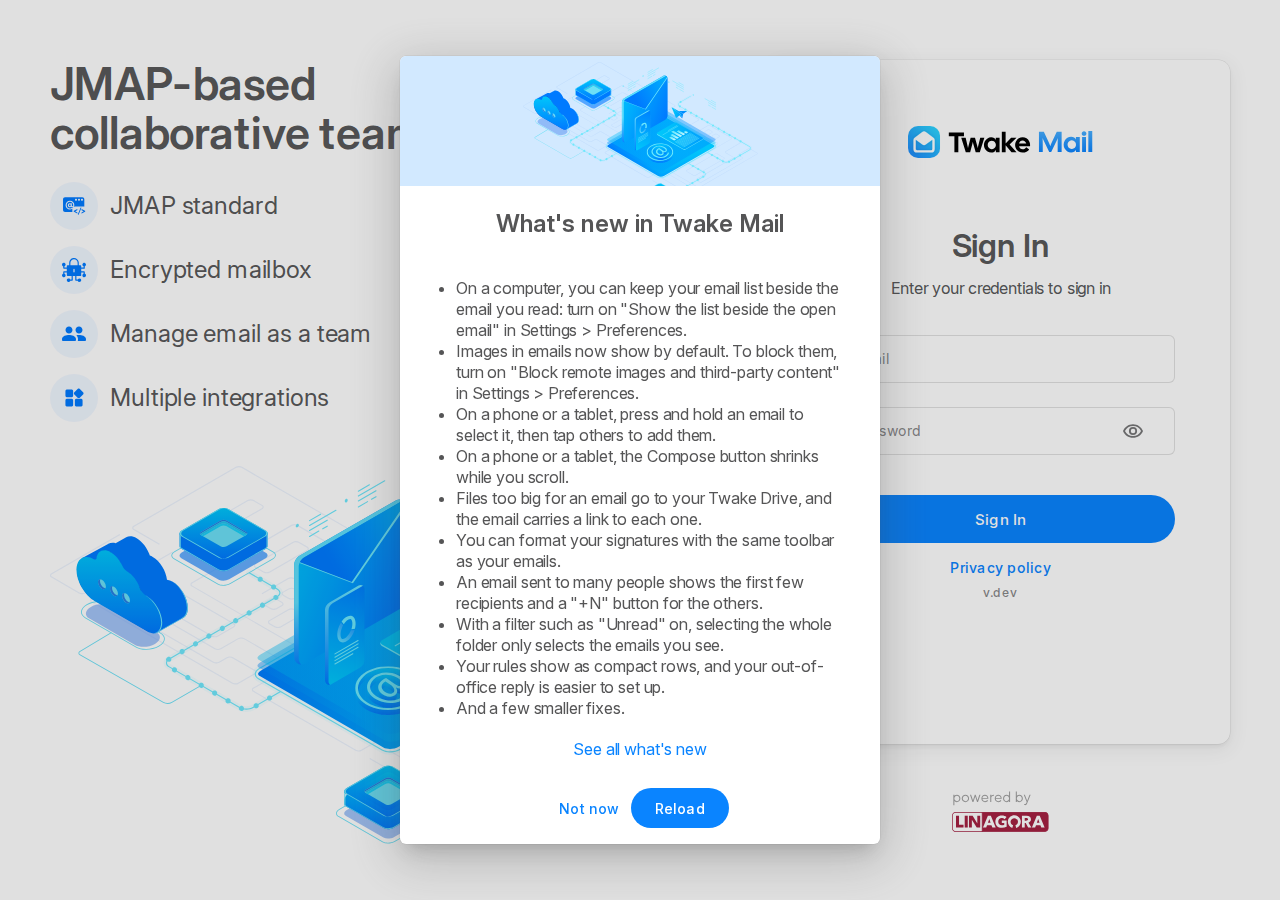 JMAP-based
collaborative tear
JMAP standard
Encrypted mailbox
Manage email as a team
Multiple integrations
What's new in Twake Mail
On a computer, you can keep your email list beside the
email you read: turn on "Show the list beside the open
email" in Settings > Preferences.
Images in emails now show by default. To block them,
turn on "Block remote images and third-party content"
in Settings > Preferences.
On a phone or a tablet, press and hold an email to
select it, then tap others to add them.
On a phone or a tablet, the Compose button shrinks
while you scroll.
Files too big for an email go to your Twake Drive, and
the email carries a link to each one.
You can format your signatures with the same toolbar
as your emails.
An email sent to many people shows the first few
recipients and a "+N" button for the others.
With a filter such as "Unread" on, selecting the whole
folder only selects the emails you see.
Your rules show as compact rows, and your out-of-
office reply is easier to set up.
And a few smaller fixes.
See all what's new
Not now
Reload
Twake Mail
Sign In
Enter your credentials to sign in
il
sword
Sign In
Privacy policy
v.dev
powered by
LINAGORA